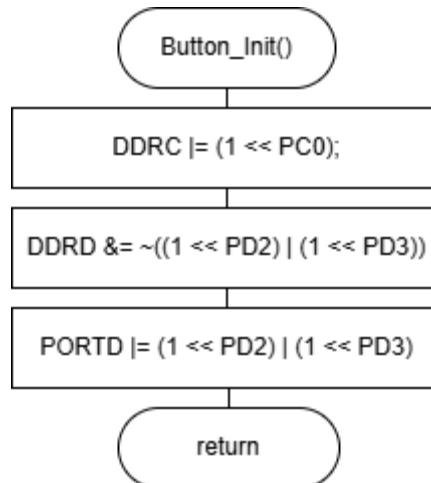 Button_Init()
DDRC |= (1 << PC0);
DDRD &= ~((1 << PD2) | (1 << PD3))
PORTD |= (1 << PD2) | (1 << PD3)
return